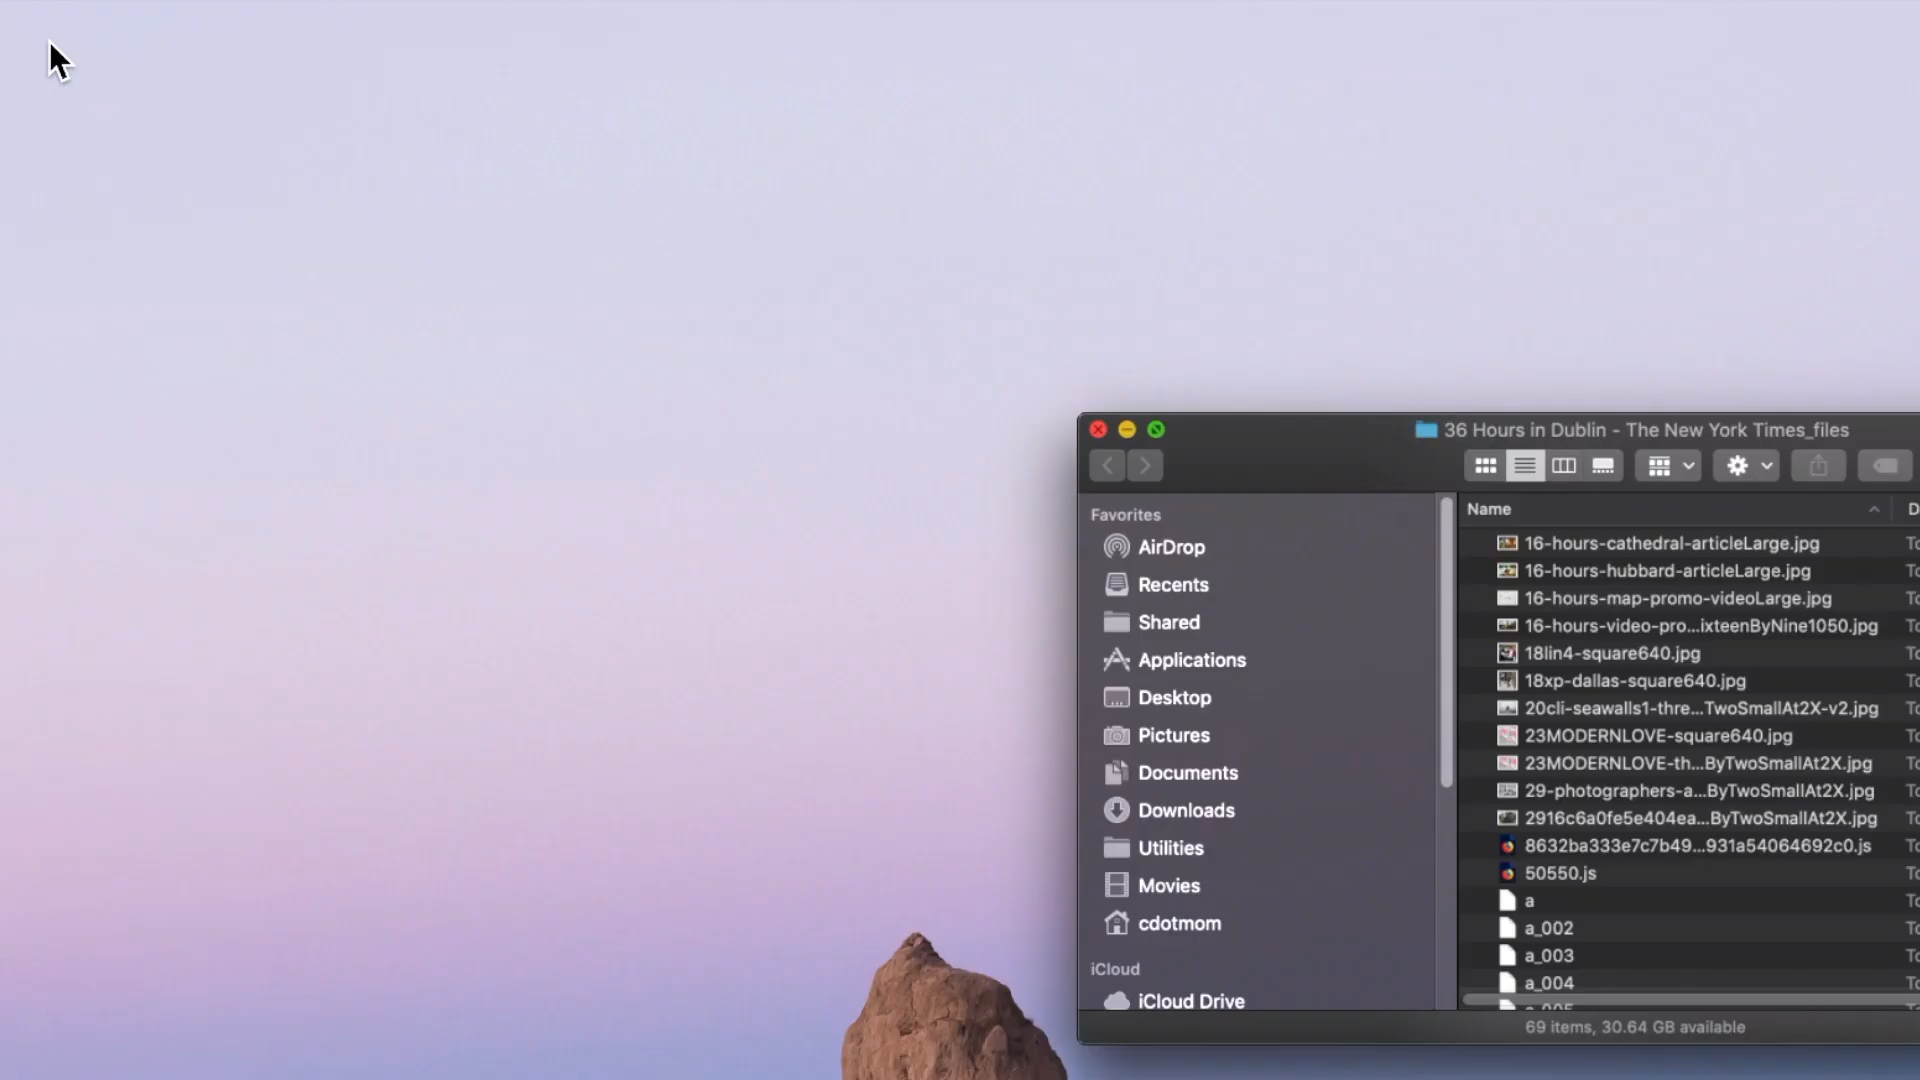 36 Hours in Dublin - The New York Times_files
Favorites
AirDrop
Recents
Shared
Applications
Desktop
Pictures
Documents
Downloads
Utilities
Movies
cdotmom
iCloud
iCloud Drive
Name
16-hours-cathedral-articleLarge.jpg
16-hours-hubbard-articleLarge.jpg
16-hours-map-promo-videoLarge.jpg
16-hours-video-pro...ixteenByNine1050.jpg
18lin4-square640.jpg
18xp-dallas-square640.jpg
20cli-seawalls1-thre...TwoSmallAt2X-v2.jpg
23MODERNLOVE-square640.jpg
23MODERNLOVE-th...ByTwoSmallAt2X.jpg
29-photographers-a...ByTwoSmallAt2X.jpg
2916c6a0fe5e404ea...ByTwoSmallAt2X.jpg
8632ba333e7c7b49...931a54064692c0.js
50550.js
a
a_002
a_003
a_004
69 items, 30.64 GB available